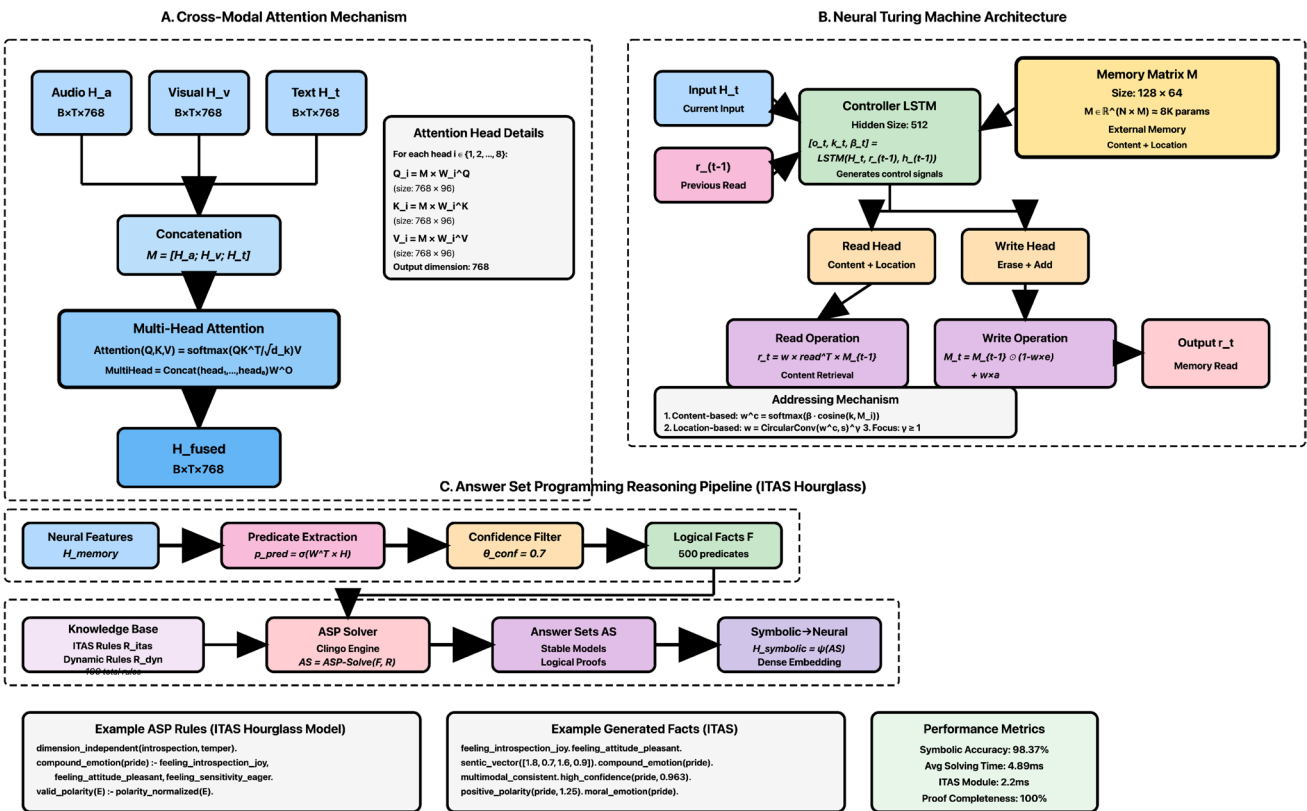 A. Cross-Modal Attention Mechanism
Audio H_a
B×T×768
Visual H_v
B×T×768
Text H_t
B×T×768
Concatenation
M = [H_a; H_v; H_t]
Multi-Head Attention
Attention(Q,K,V) = softmax(QK^T/√d_k)V
MultiHead = Concat(head₁,...,head₈)W^O
H_fused
B×T×768
Attention Head Details
For each head i ∈ {1, 2, ..., 8}:
Q_i = M × W_i^Q
(size: 768 × 96)
K_i = M × W_i^K
(size: 768 × 96)
V_i = M × W_i^V
(size: 768 × 96)
Output dimension: 768
B. Neural Turing Machine Architecture
Input H_t
Current Input
r_(t-1)
Previous Read
Controller LSTM
Hidden Size: 512
[o_t, k_t, β_t] =
LSTM(H_t, r_(t-1), h_(t-1))
Generates control signals
Memory Matrix M
Size: 128 × 64
M ∈ ℝ^(N × M) ≈ 8K params
External Memory
Content + Location
Read Head
Content + Location
Write Head
Erase + Add
Read Operation
r_t = w × read^T × M_{t-1}
Content Retrieval
Write Operation
M_t = M_{t-1} ⊙ (1-w×e)
+ w×a
Output r_t
Memory Read
Addressing Mechanism
1. Content-based: w^c = softmax(β · cosine(k, M_i))
2. Location-based: w = CircularConv(w^c, s)^γ 3. Focus: γ ≥ 1
C. Answer Set Programming Reasoning Pipeline (ITAS Hourglass)
Neural Features
H_memory
Predicate Extraction
p_pred = σ(W^T × H)
Confidence Filter
θ_conf = 0.7
Logical Facts F
500 predicates
Knowledge Base
ITAS Rules R_itas
Dynamic Rules R_dyn
total rules
ASP Solver
Clingo Engine
AS = ASP-Solve(F, R)
Answer Sets AS
Stable Models
Logical Proofs
Symbolic→Neural
H_symbolic = ψ(AS)
Dense Embedding
Example ASP Rules (ITAS Hourglass Model)
dimension_independent(introspection, temper).
compound_emotion(pride) :- feeling_introspection_joy,
feeling_attitude_pleasant, feeling_sensitivity_eager.
valid_polarity(E) :- polarity_normalized(E).
Example Generated Facts (ITAS)
feeling_introspection_joy. feeling_attitude_pleasant.
sentic_vector([1.8, 0.7, 1.6, 0.9]). compound_emotion(pride).
multimodal_consistent. high_confidence(pride, 0.963).
positive_polarity(pride, 1.25). moral_emotion(pride).
Performance Metrics
Symbolic Accuracy: 98.37%
Avg Solving Time: 4.89ms
ITAS Module: 2.2ms
Proof Completeness: 100%